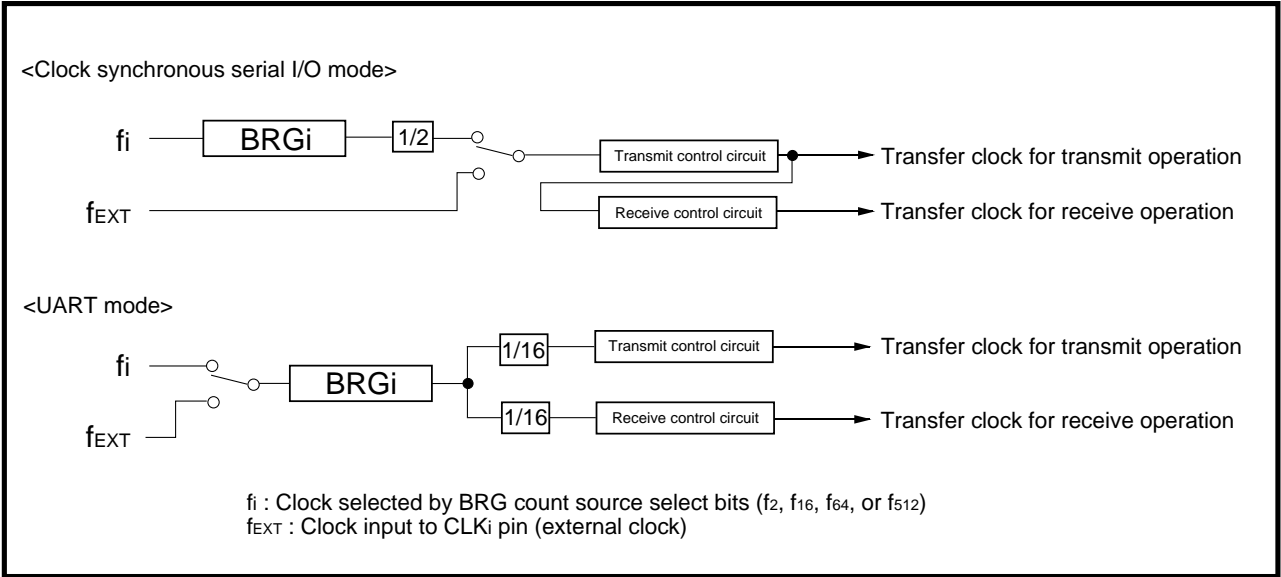 <Clock synchronous serial I/O mode>
fi
BRGi
1/2
Transmit control circuit
Transfer clock for transmit operation
fEXT
Receive control circuit
Transfer clock for receive operation
<UART mode>
fi
BRGi
1/16
Transmit control circuit
Transfer clock for transmit operation
fEXT
1/16
Receive control circuit
Transfer clock for receive operation
fi : Clock selected by BRG count source select bits (f2, f16, f64, or f512)
fEXT : Clock input to CLKi pin (external clock)